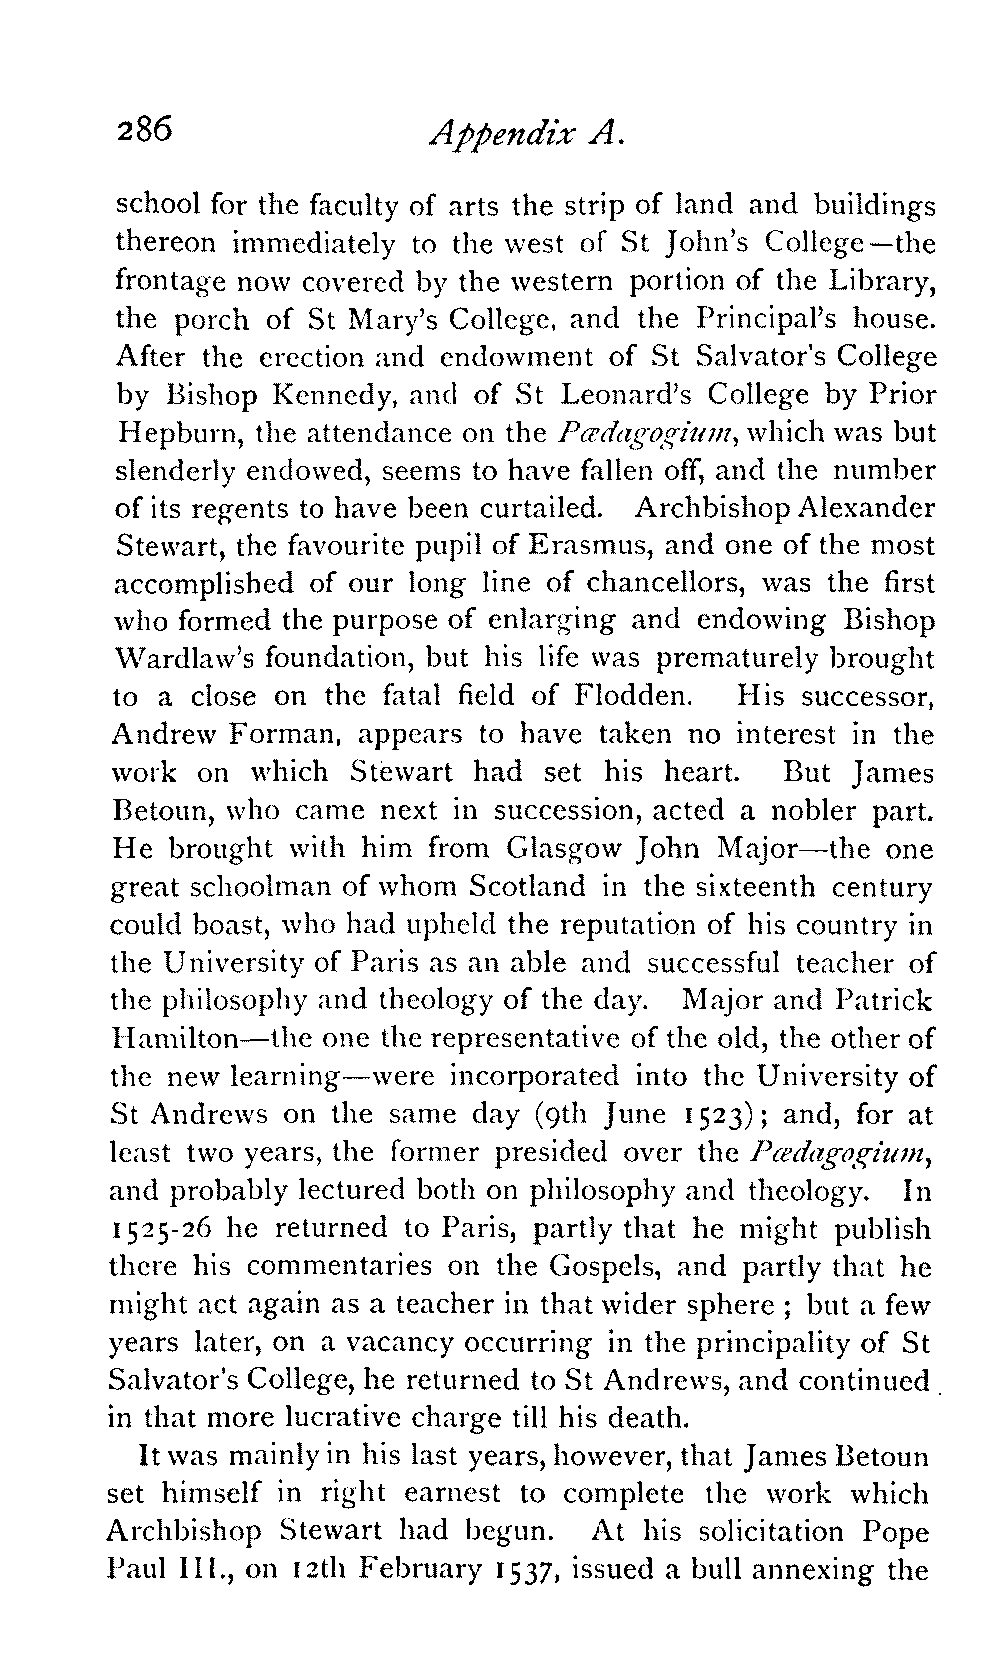 286 Appendix A.
school for the faculty of arts the strip of land and buildings
thereon immediately to the west of St John's College—the
frontage now covered by the western portion of the Library,
the porch of St Mary's College, and the Principal's house.
After the erection and endowment of St Salvator's College
by Bishop Kennedy, and of St Leonard's College by Prior
Hepburn, the attendance on the Pædagogium, which was but
slenderly endowed, seems to have fallen off, and the number
of its regents to have been curtailed. Archbishop Alexander
Stewart, the favourite pupil of Erasmus, and one of the most
accomplished of our long line of chancellors, was the first
who formed the purpose of enlarging and endowing Bishop
Wardlaw's foundation, but his life was prematurely brought
to a close on the fatal field of Flodden. His successor,
Andrew Forman, appears to have taken no interest in the
work on which Stewart had set his heart. But James
Betoun, who came next in succession, acted a nobler part.
He brought with him from Glasgow John Major—the one
great schoolman of whom Scotland in the sixteenth century
could boast, who had upheld the reputation of his country in
the University of Paris as an able and successful teacher of
the philosophy and theology of the day. Major and Patrick
Hamilton—the one the representative of the old, the other of
the new learning—were incorporated into the University of
St Andrews on the same day (9th June 1523); and, for at
least two years, the former presided over the Pædagogium,
and probably lectured both on philosophy and theology. In
1525-26 he returned to Paris, partly that he might publish
there his commentaries on the Gospels, and partly that he
might act again as a teacher in that wider sphere ; but a few
years later, on a vacancy occurring in the principality of St
Salvator's College, he returned to St Andrews, and continued
in that more lucrative charge till his death.
It was mainly in his last years, however, that James Betoun
set himself in right earnest to complete the work which
Archbishop Stewart had begun. At his solicitation Pope
Paul III., on 12th February 1537, issued a bull annexing the